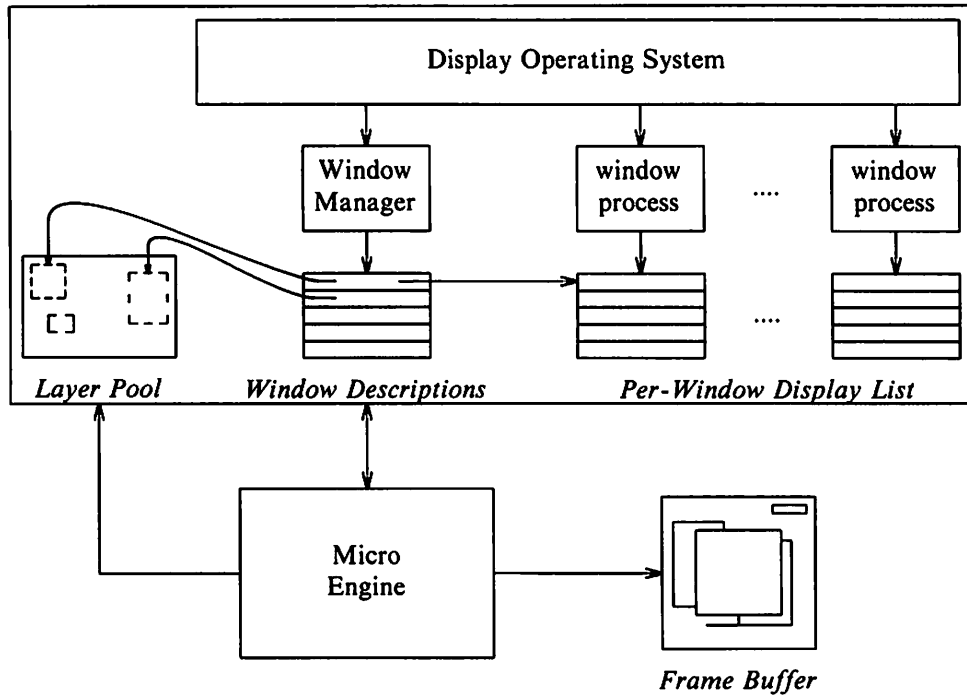 Display Operating System
Window
Manager
window
process
....
window
process
....
Layer Pool
Window Descriptions
Per-Window Display List
Micro
Engine
Frame Buffer